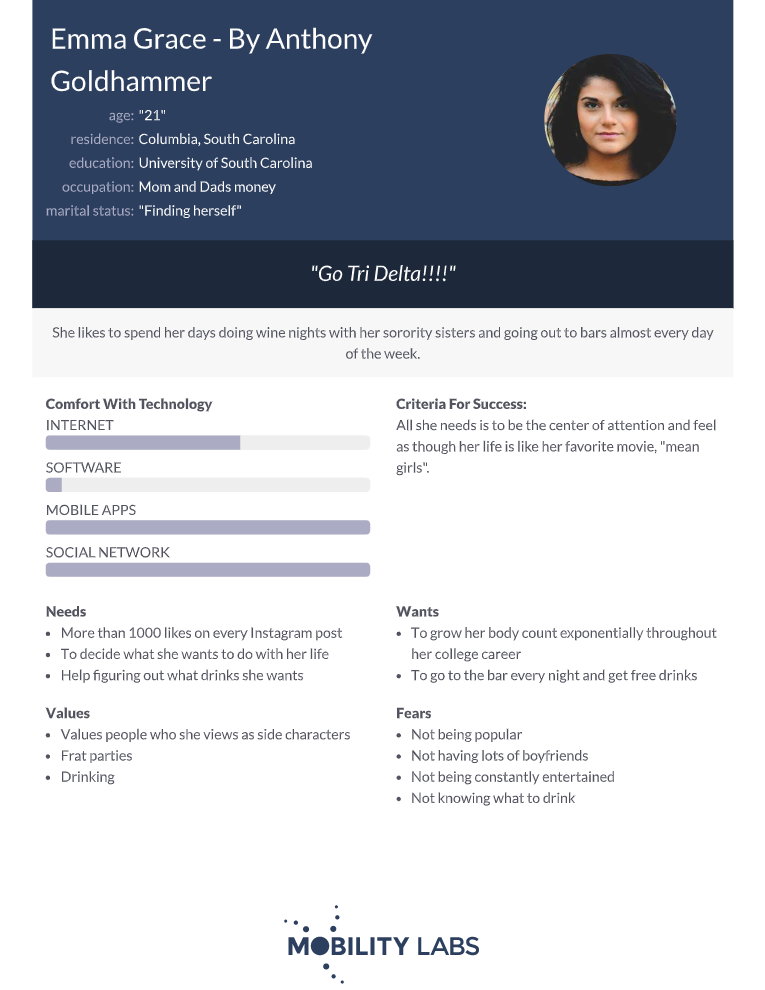 Emma Grace - By Anthony
Goldhammer
age: "21"
residence: Columbia, South Carolina
education: University of South Carolina
occupation: Mom and Dads money
marital status: "Finding herself"
"Go Tri Delta!!!!"
She likes to spend her days doing wine nights with her sorority sisters and going out to bars almost every day
of the week.
Comfort With Technology
INTERNET
SOFTWARE
MOBILE APPS
SOCIAL NETWORK
Criteria For Success:
All she needs is to be the center of attention and feel
as though her life is like her favorite movie, "mean
girls".
Needs
• More than 1000 likes on every Instagram post
• To decide what she wants to do with her life
• Help figuring out what drinks she wants
Wants
• To grow her body count exponentially throughout
her college career
• To go to the bar every night and get free drinks
Values
• Values people who she views as side characters
• Frat parties
• Drinking
Fears
• Not being popular
• Not having lots of boyfriends
• Not being constantly entertained
• Not knowing what to drink
MOBILITY LABS